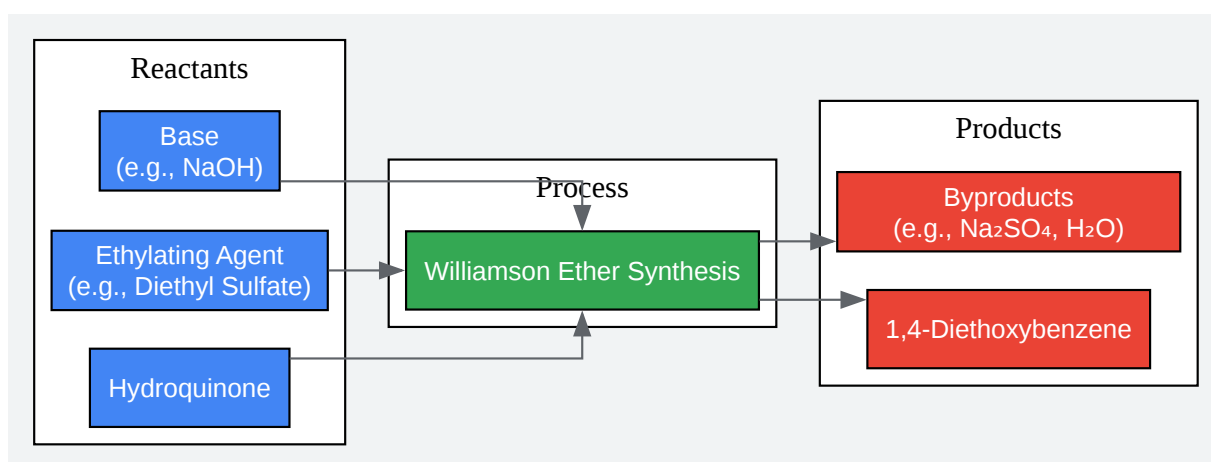 Reactants
Base
(e.g., NaOH)
Ethylating Agent
(e.g., Diethyl Sulfate)
Hydroquinone
Process
Williamson Ether Synthesis
Products
Byproducts
(e.g., Na₂SO₄, H₂O)
1,4-Diethoxybenzene